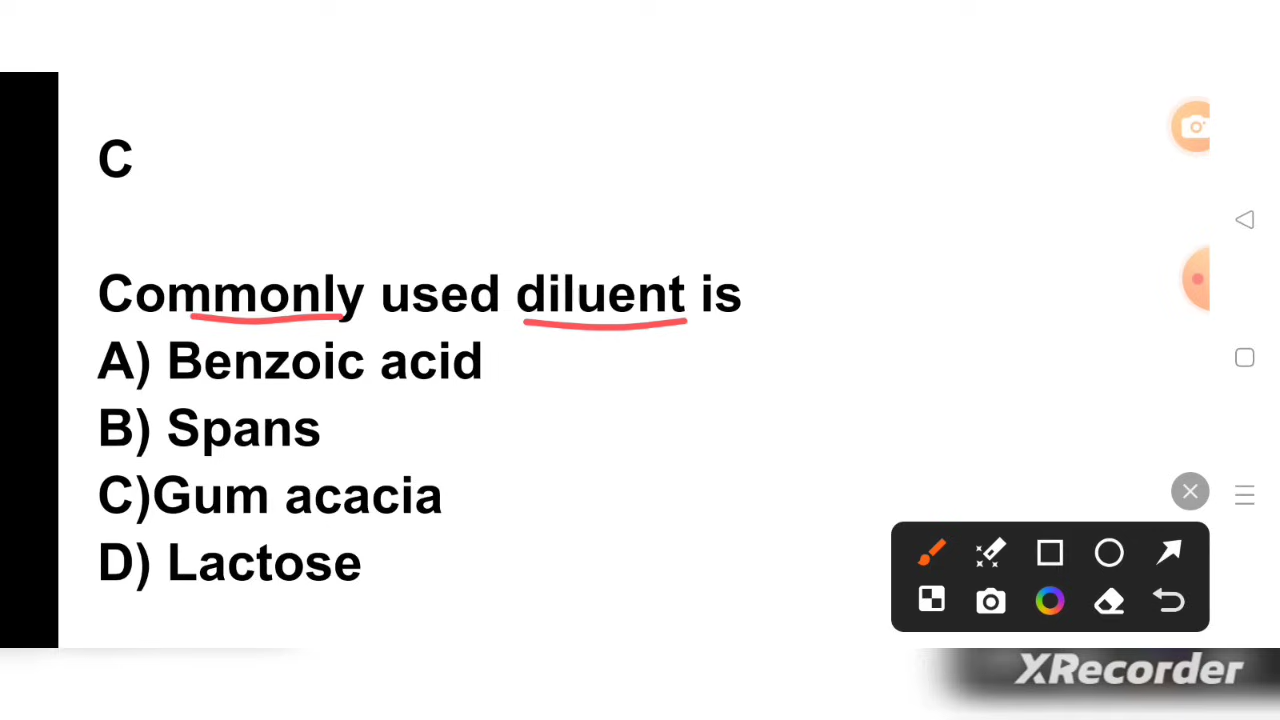 C
Commonly used diluent is
A) Benzoic acid
B) Spans
C)Gum acacia
D) Lactose
XRecorder